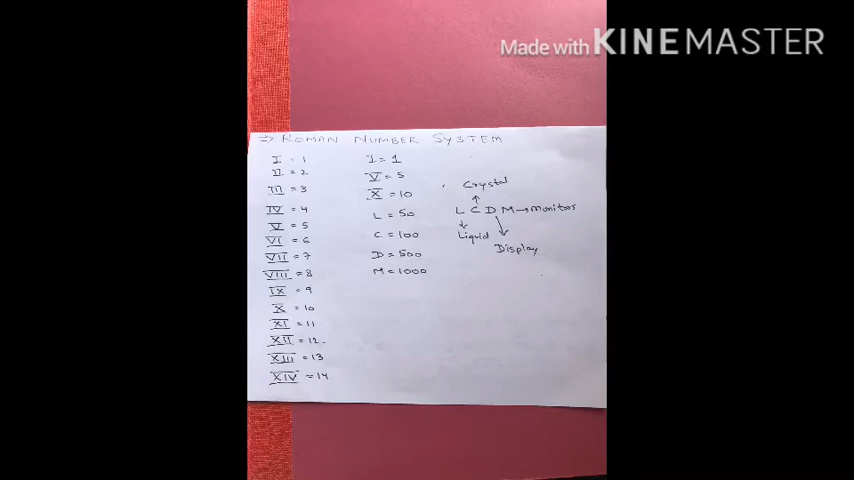 Made with KINEMASTER
⇒ ROMAN NUMBER SYSTEM
I = 1
II = 2
III = 3
IV = 4
V = 5
VI = 6
VII = 7
VIII = 8
IX = 9
X = 10
XI = 11
XII = 12.
XIII = 13
XIV = 14
I = 1
V = 5
X = 10
L = 50
C = 100
D = 500
M = 1000
Crystal
L C D M → Monitors
Liquid
Display